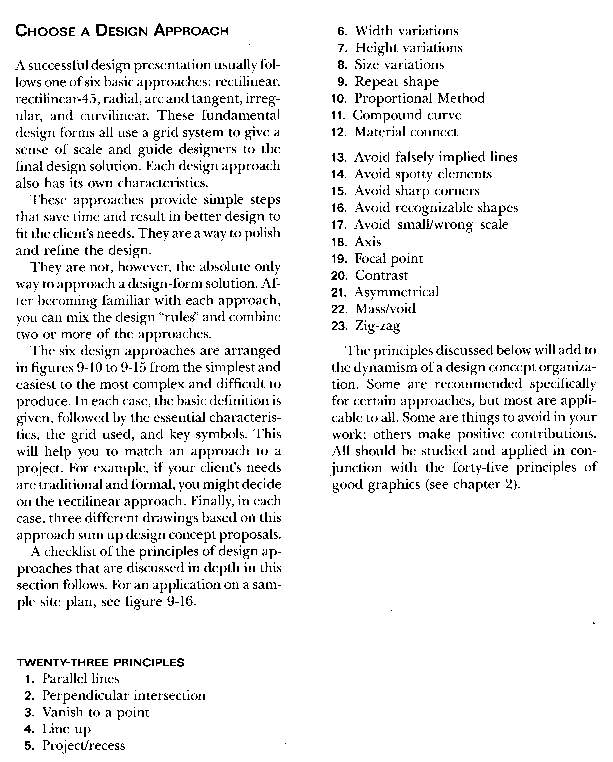 CHOOSE A DESIGN APPROACH
A successful design presentation usually fol-
lows one of six basic approaches: rectilinear,
rectilinear-45, radial, arc and tangent, irreg-
ular, and curvilinear. These fundamental
design forms all use a grid system to give a
sense of scale and guide designers to the
final design solution. Each design approach
also has its own characteristics.
These approaches provide simple steps
that save time and result in better design to
fit the client's needs. They are a way to polish
and refine the design.
They are not, however, the absolute only
way to approach a design-form solution. Af-
ter becoming familiar with each approach,
you can mix the design "rules" and combine
two or more of the approaches.
The six design approaches are arranged
in figures 9-10 to 9-15 from the simplest and
easiest to the most complex and difficult to
produce. In each case, the basic definition is
given, followed by the essential characteris-
tics, the grid used, and key symbols. This
will help you to match an approach to a
project. For example, if your client's needs
are traditional and formal, you might decide
on the rectilinear approach. Finally, in each
case, three different drawings based on this
approach sum up design concept proposals.
A checklist of the principles of design ap-
proaches that are discussed in depth in this
section follows. For an application on a sam-
ple site plan, see figure 9-16.
TWENTY-THREE PRINCIPLES
1. Parallel lines
2. Perpendicular intersection
3. Vanish to a point
4. Line up
5. Project/recess
6. Width variations
7. Height variations
8. Size variations
9. Repeat shape
10. Proportional Method
11. Compound curve
12. Material connect
13. Avoid falsely implied lines
14. Avoid spotty elements
15. Avoid sharp corners
16. Avoid recognizable shapes
17. Avoid small/wrong scale
18. Axis
19. Focal point
20. Contrast
21. Asymmetrical
22. Mass/void
23. Zig-zag
The principles discussed below will add to
the dynamism of a design concept organiza-
tion. Some are recommended specifically
for certain approaches, but most are appli-
cable to all. Some are things to avoid in your
work; others make positive contributions.
All should be studied and applied in con-
junction with the forty-five principles of
good graphics (see chapter 2).